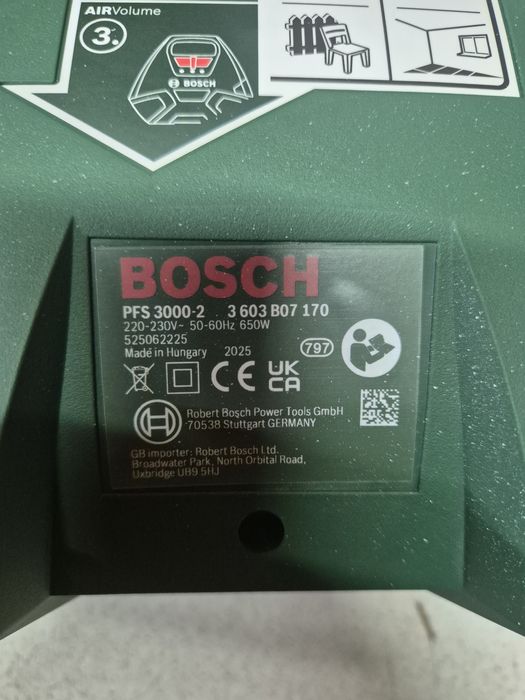 AIRVolume
3.
BOSCH
BOSCH
PFS 3000-2 3 603 B07 170
220-230V~ 50-60Hz 650W
525062225
Made in Hungary 2025 797
CE UK CA
Robert Bosch Power Tools GmbH
70538 Stuttgart GERMANY
GB importer: Robert Bosch Ltd.
Broadwater Park, North Orbital Road,
Uxbridge UB9 5HJ